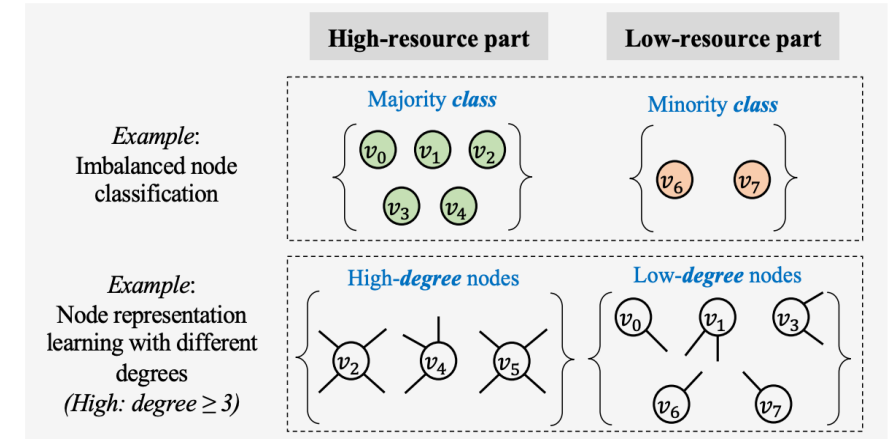 High-resource part
Low-resource part
Example:
Imbalanced node
classification
Majority class
v₀ v₁ v₂
v₃ v₄
Minority class
v₆ v₇
Example:
Node representation
learning with different
degrees
(High: degree ≥ 3)
High-degree nodes
v₂ v₄ v₅
Low-degree nodes
v₀ v₁ v₃
v₆ v₇